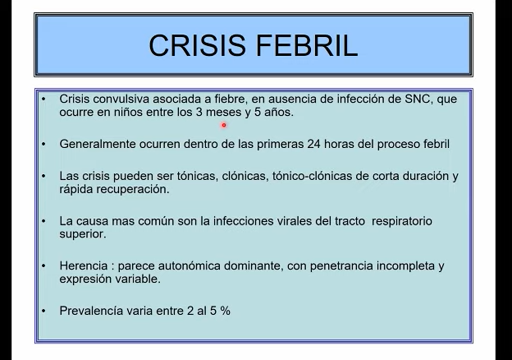 CRISIS FEBRIL
• Crisis convulsiva asociada a fiebre, en ausencia de infección de SNC, que
ocurre en niños entre los 3 meses y 5 años.
• Generalmente ocurren dentro de las primeras 24 horas del proceso febril
• Las crisis pueden ser tónicas, clónicas, tónico-clónicas de corta duración y
rápida recuperación.
• La causa mas común son la infecciones virales del tracto respiratorio
superior.
• Herencia : parece autonómica dominante, con penetrancia incompleta y
expresión variable.
• Prevalencía varia entre 2 al 5 %